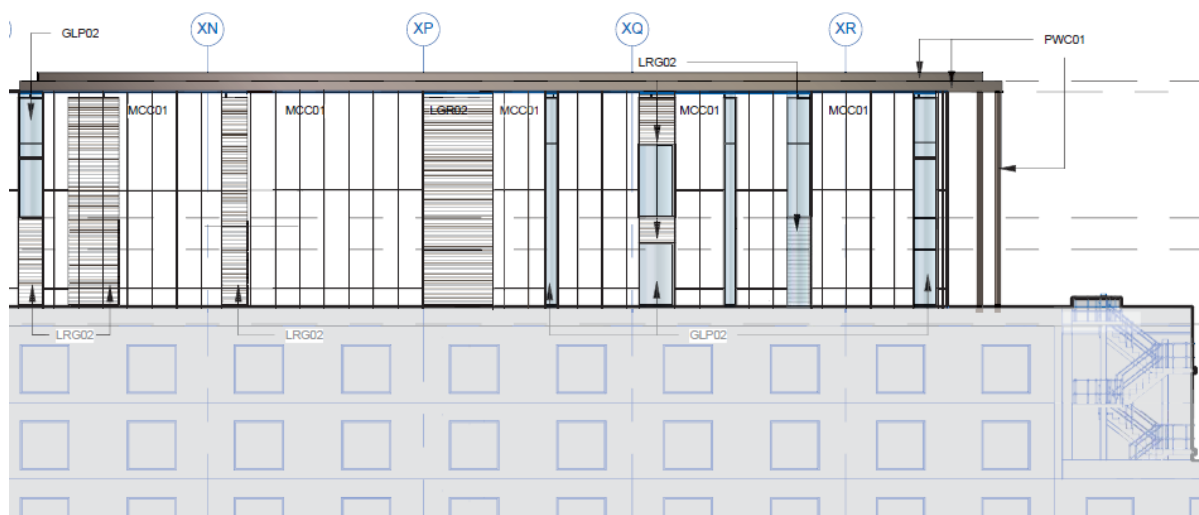 XN
XP
XQ
XR
GLP02
PWC01
LRG02
MCC01
MCC01
LGR02
MCC01
MCC01
MCC01
LRG02
LRG02
GLP02